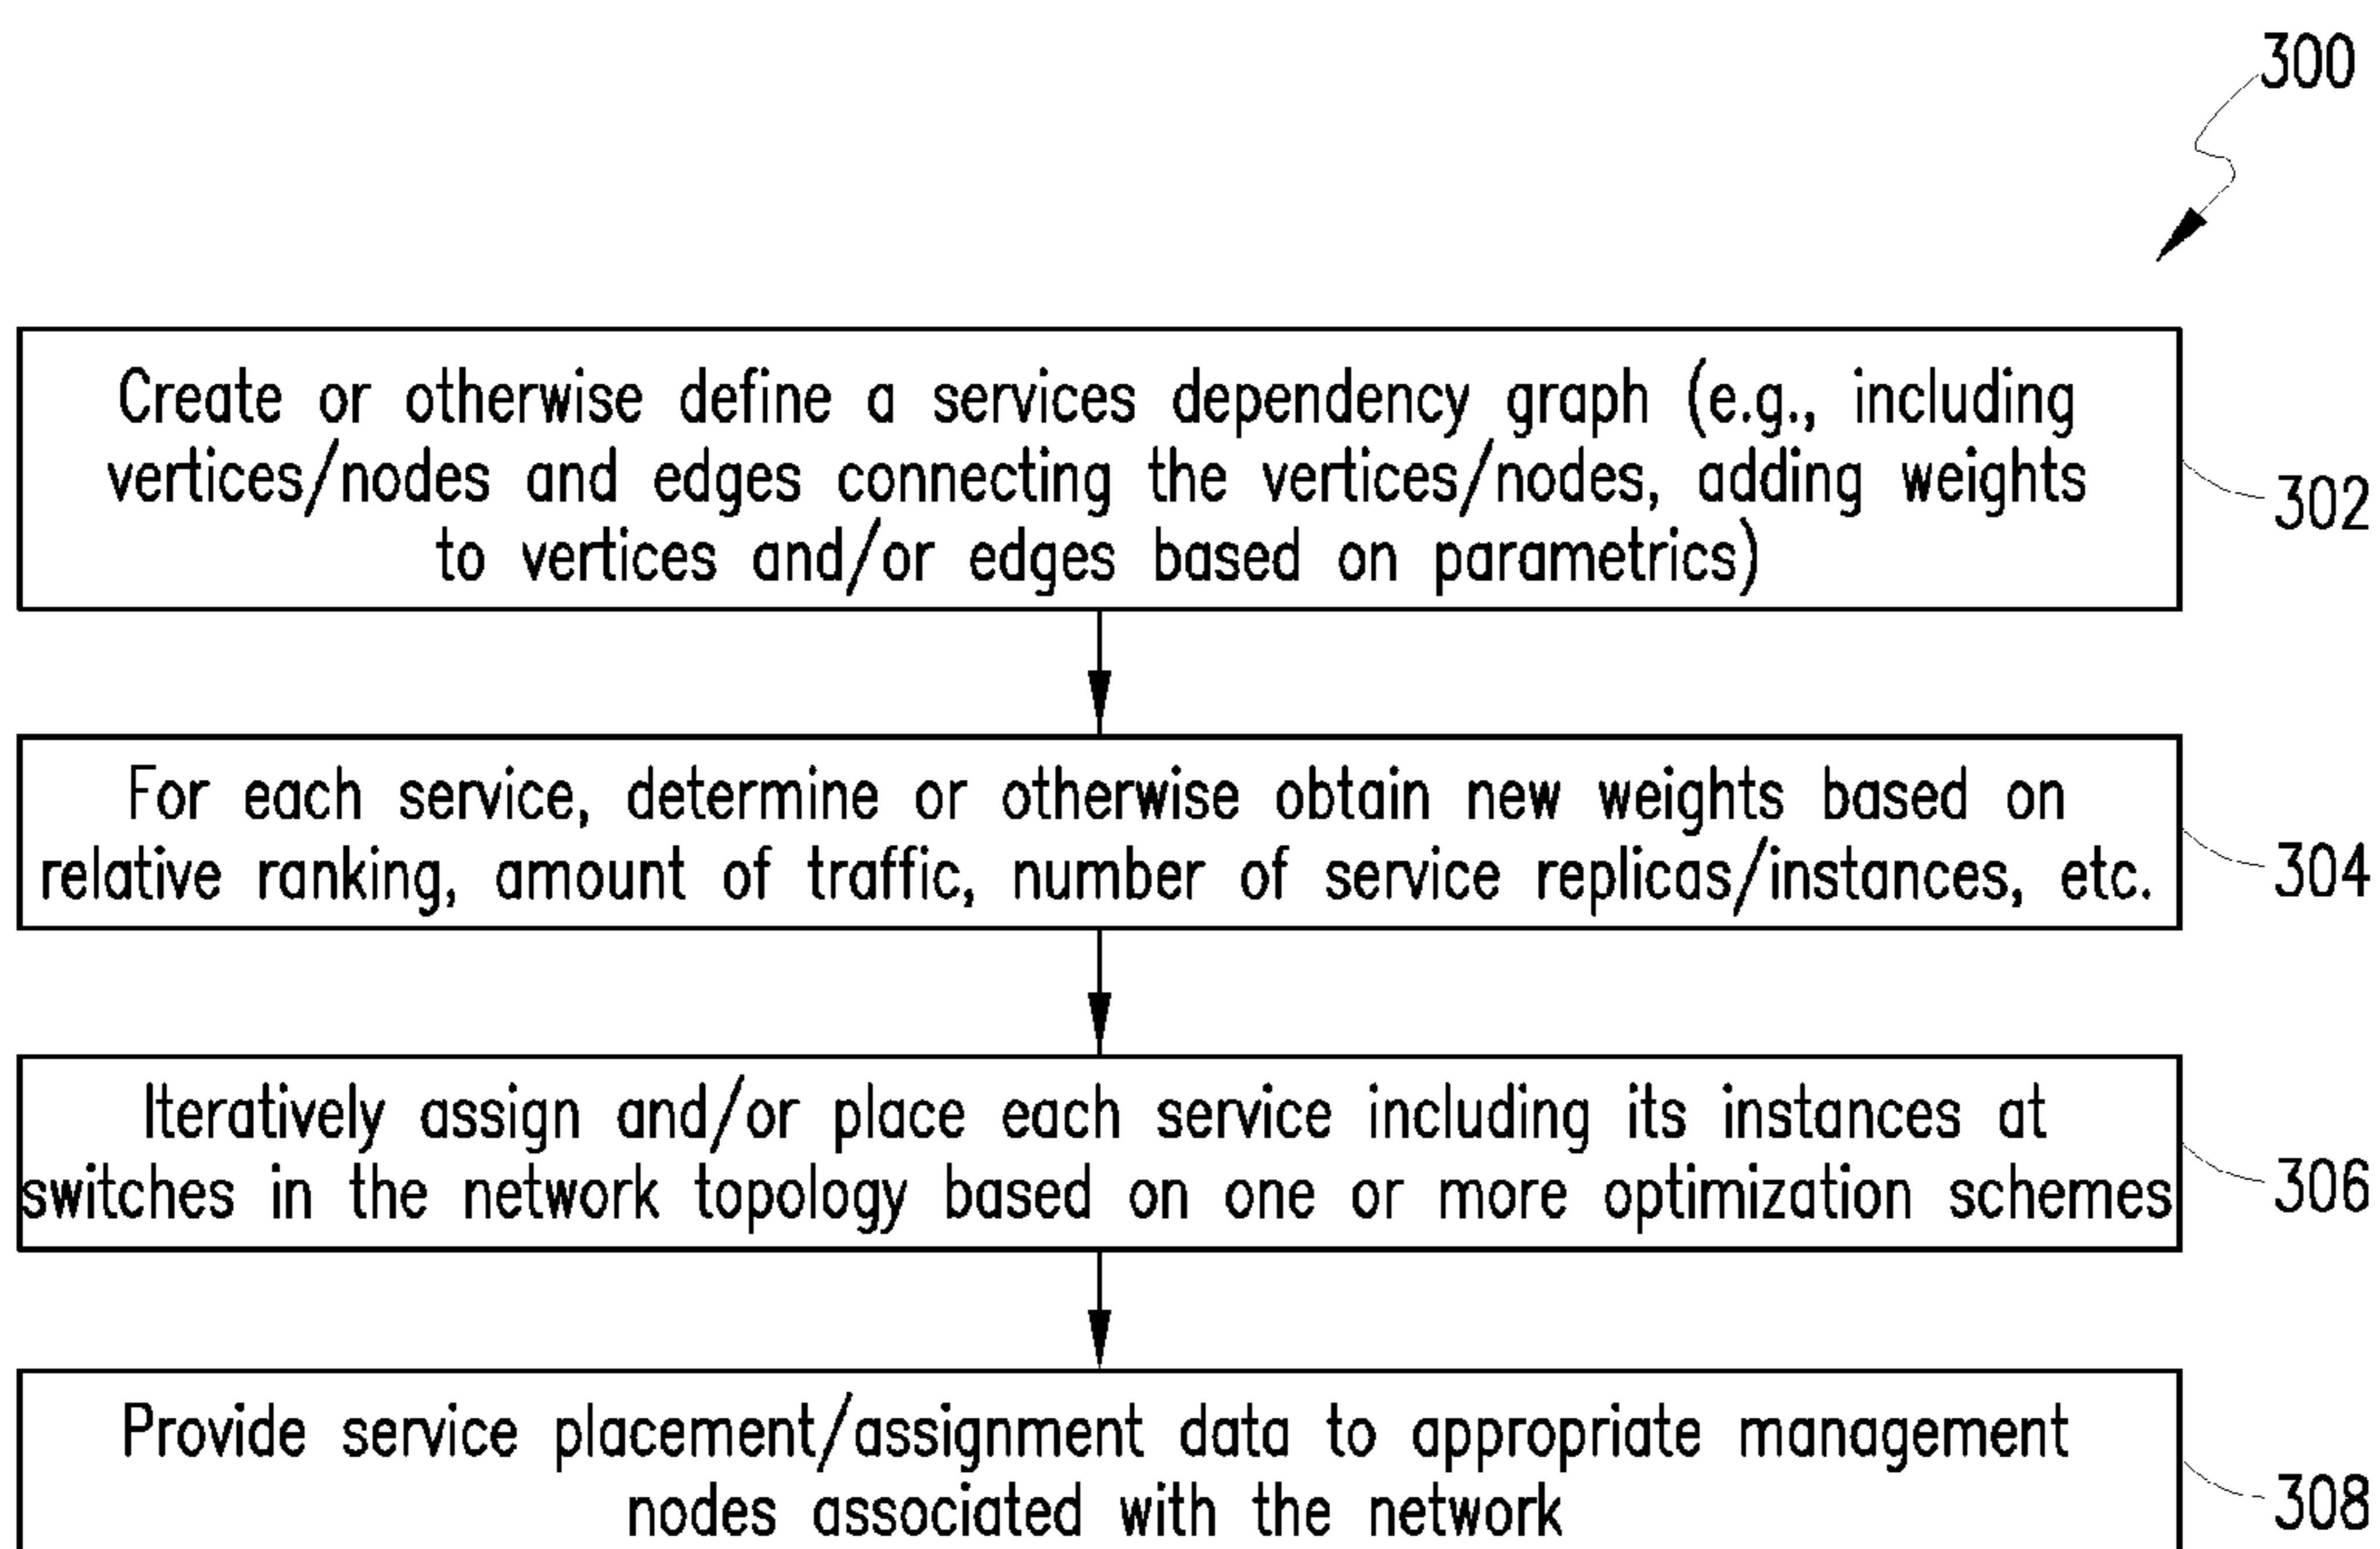 300
Create or otherwise define a services dependency graph (e.g., including
vertices/nodes and edges connecting the vertices/nodes, adding weights
to vertices and/or edges based on parametrics)
302
For each service, determine or otherwise obtain new weights based on
relative ranking, amount of traffic, number of service replicas/instances, etc.
304
Iteratively assign and/or place each service including its instances at
switches in the network topology based on one or more optimization schemes
306
Provide service placement/assignment data to appropriate management
nodes associated with the network
308